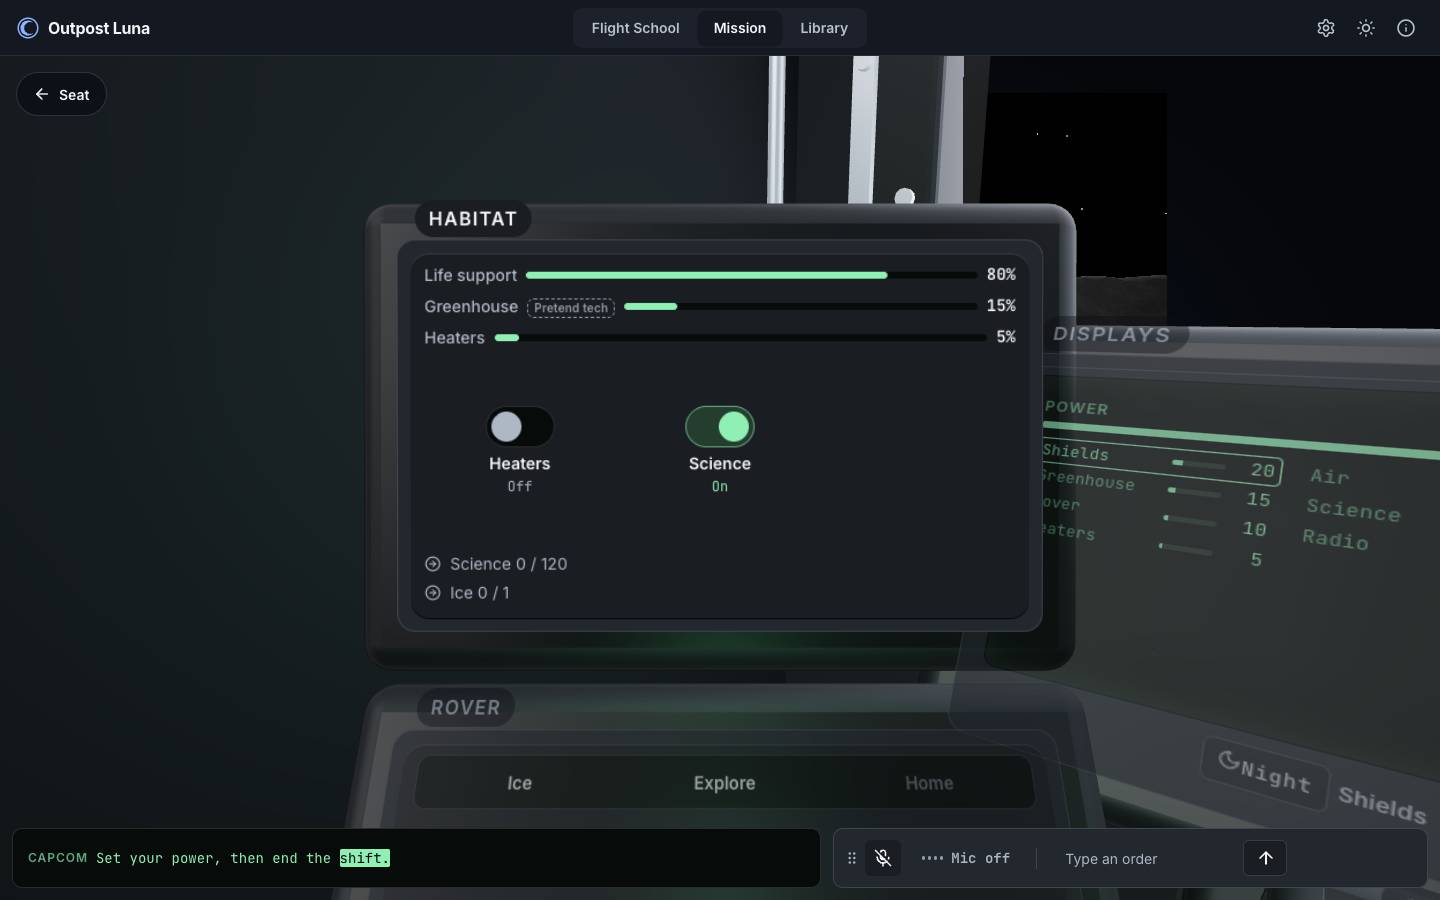 Outpost Luna
Flight School
Mission
Library
Seat
HABITAT
Life support 80%
Greenhouse Pretend tech 15%
Heaters 5%
Heaters
Off
Science
On
Science 0 / 120
Ice 0 / 1
DISPLAYS
POWER
Shields 20 Air
Greenhouse 15 Science
over 10 Radio
eaters 5
Night
Shields
ROVER
Ice
Explore
Home
CAPCOM Set your power, then end the shift.
Mic off
Type an order